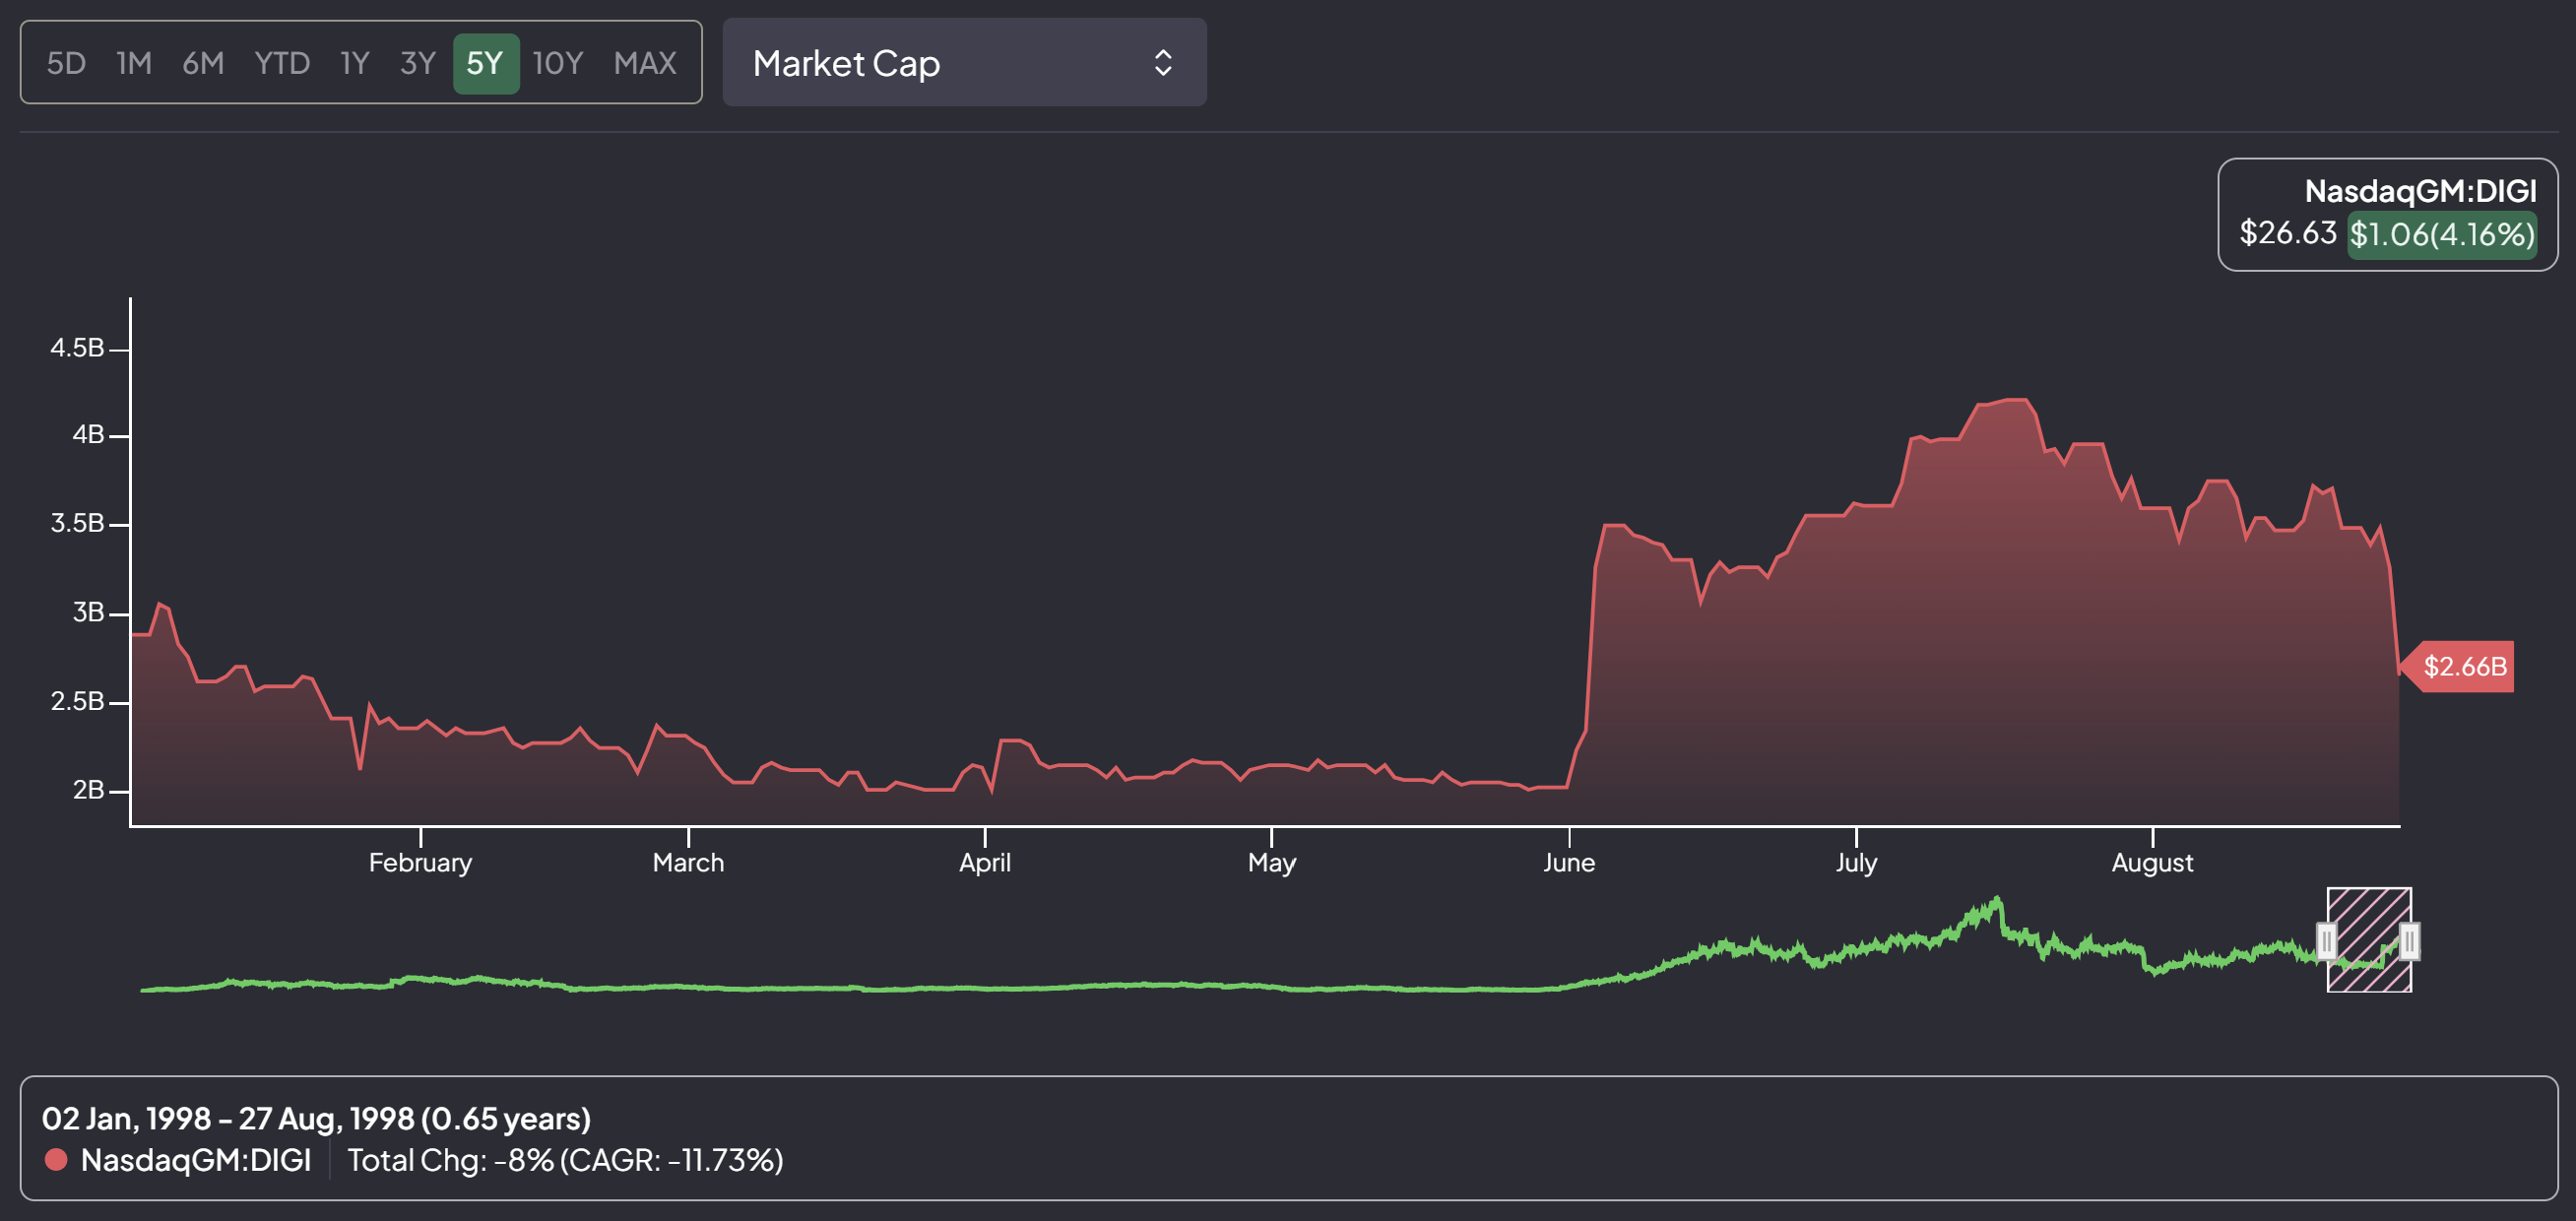 5D 1M 6M YTD 1Y 3Y 5Y 10Y MAX Market Cap
NasdaqGM:DIGI
$26.63 $1.06(4.16%)
4.5B
4B
3.5B
3B
2.5B
2B
$2.66B
February March April May June July August
02 Jan, 1998 - 27 Aug, 1998 (0.65 years)
NasdaqGM:DIGI Total Chg: -8% (CAGR: -11.73%)